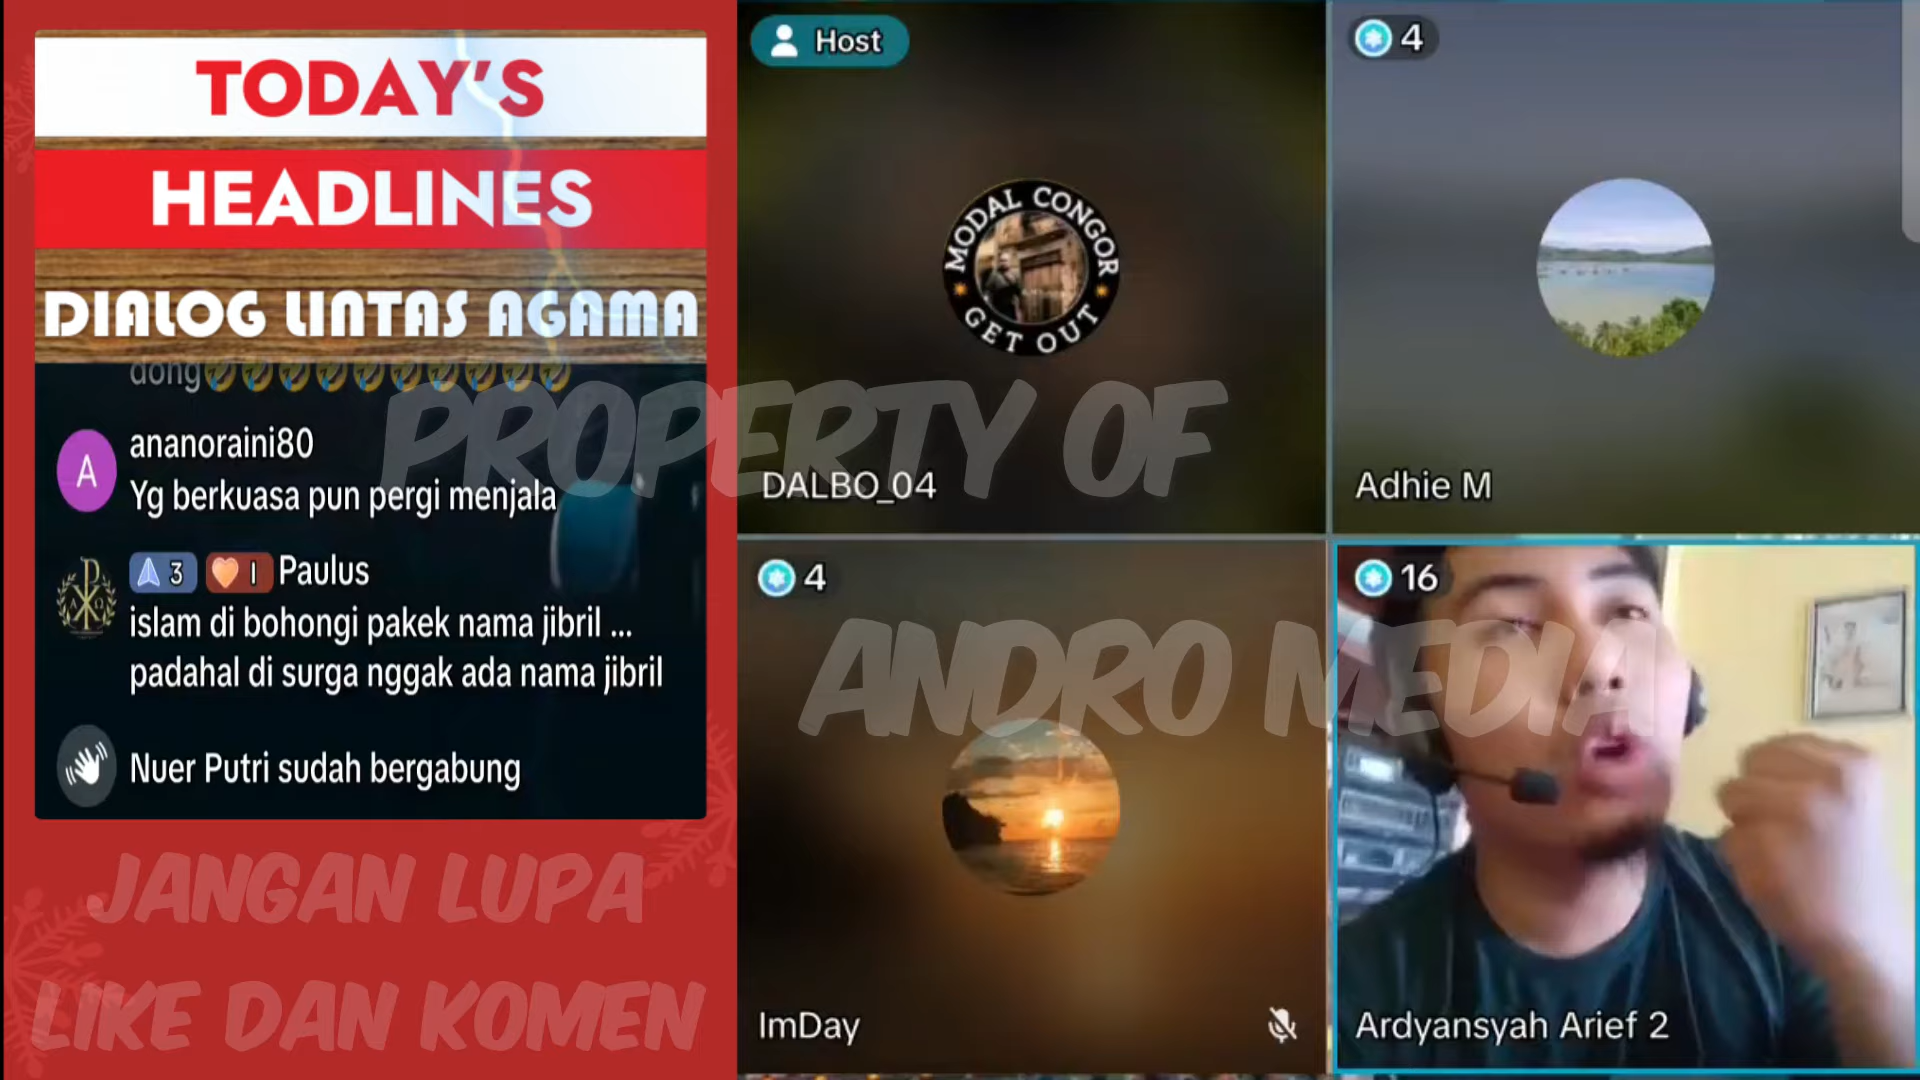 TODAY'S
HEADLINES
DIALOG LINTAS AGAMA
dong🤣🤣🤣🤣🤣🤣🤣🤣🤣🤣
A
ananoraini80
Yg berkuasa pun pergi menjala
3 1 Paulus
islam di bohongi pakek nama jibril ...
padahal di surga nggak ada nama jibril
Nuer Putri sudah bergabung
JANGAN LUPA
LIKE DAN KOMEN
Host
MODAL CONGOR
GET OUT
DALBO_04
4
Adhie M
4
ImDay
16
Ardyansyah Arief 2
PROPERTY OF
ANDRO MEDIA